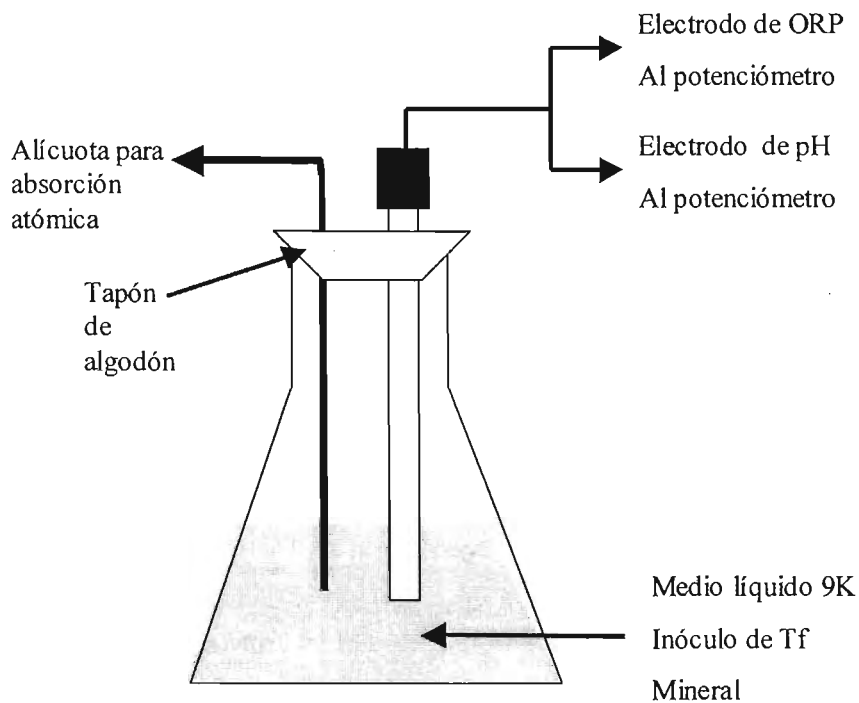 Electrodo de ORP
Al potenciómetro
Electrodo de pH
Al potenciómetro
Alícuota para
absorción
atómica
Tapón
de
algodón
Medio líquido 9K
Inóculo de Tf
Mineral